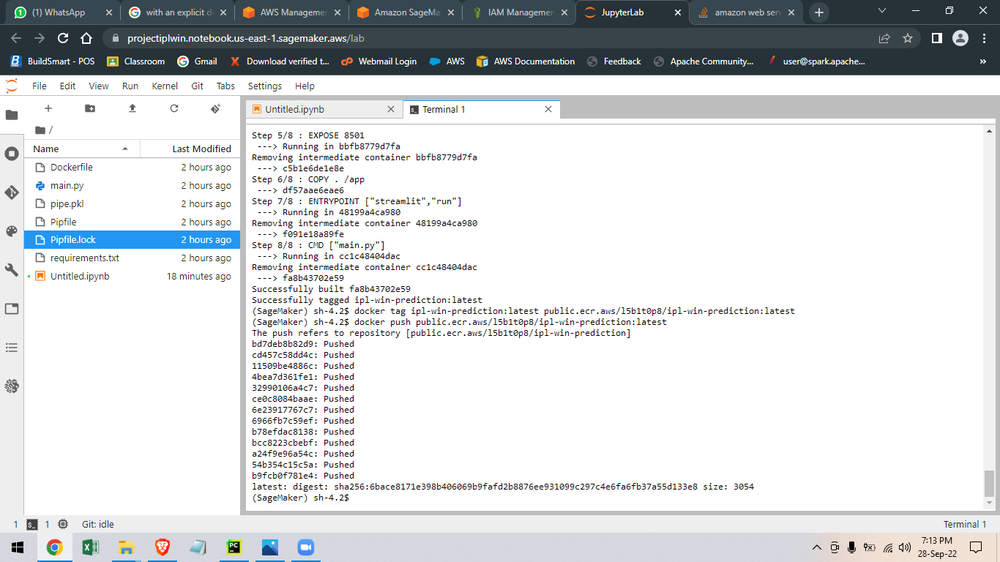 (1) WhatsApp
with an explicit d
AWS Managemen
Amazon SageMa
IAM Managemen
JupyterLab
amazon web serv
projectiplwin.notebook.us-east-1.sagemaker.aws/lab
BuildSmart - POS
Classroom
Gmail
Download verified t...
Webmail Login
AWS
AWS Documentation
Feedback
Apache Community...
user@spark.apache...
»
File Edit View Run Kernel Git Tabs Settings Help
Untitled.ipynb
Terminal 1
/
Name Last Modified
Dockerfile 2 hours ago
main.py 2 hours ago
pipe.pkl 2 hours ago
Pipfile 2 hours ago
Pipfile.lock 2 hours ago
requirements.txt 2 hours ago
Untitled.ipynb 18 minutes ago
Step 5/8 : EXPOSE 8501
---> Running in bbfb8779d7fa
Removing intermediate container bbfb8779d7fa
---> c5b1e6de1e8e
Step 6/8 : COPY . /app
---> df57aae6eae6
Step 7/8 : ENTRYPOINT ["streamlit","run"]
---> Running in 48199a4ca980
Removing intermediate container 48199a4ca980
---> f091e18a89fe
Step 8/8 : CMD ["main.py"]
---> Running in cc1c48404dac
Removing intermediate container cc1c48404dac
---> fa8b43702e59
Successfully built fa8b43702e59
Successfully tagged ipl-win-prediction:latest
(SageMaker) sh-4.2$ docker tag ipl-win-prediction:latest public.ecr.aws/l5b1t0p8/ipl-win-prediction:latest
(SageMaker) sh-4.2$ docker push public.ecr.aws/l5b1t0p8/ipl-win-prediction:latest
The push refers to repository [public.ecr.aws/l5b1t0p8/ipl-win-prediction]
bd7deb8b82d9: Pushed
cd457c58dd4c: Pushed
11509be4886c: Pushed
4bea7d361fe1: Pushed
32990106a4c7: Pushed
ce0c8084baae: Pushed
6e23917767c7: Pushed
6966fb7c59ef: Pushed
b78efdac8138: Pushed
bcc8223cbebf: Pushed
a24f9e96a54c: Pushed
54b354c15c5a: Pushed
b9fcb0f781e4: Pushed
latest: digest: sha256:6bace8171e398b406069b9fafd2b8876ee931099c297c4e6fa6fb37a55d133e8 size: 3054
(SageMaker) sh-4.2$
1 1 Git: idle Terminal 1
7:13 PM
28-Sep-22